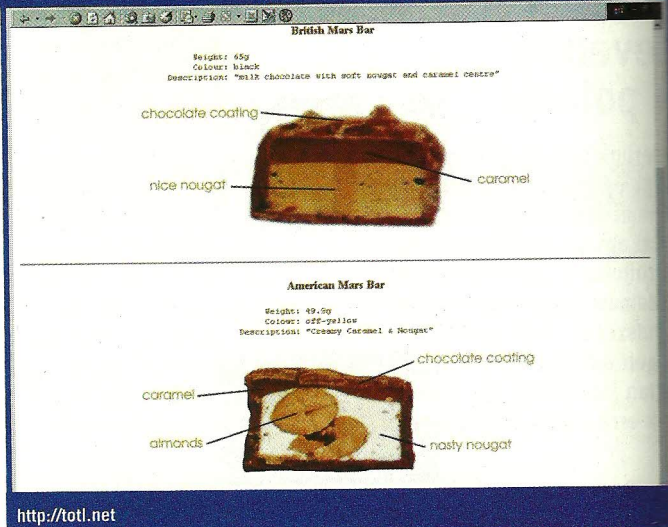 British Mars Bar
Weight: 65g
Colour: black
Description: "milk chocolate with soft nougat and caramel centre"
chocolate coating
nice nougat
caramel
American Mars Bar
Weight: 49.9g
Colour: off-yellow
Description: "Creamy Caramel & Nougat"
chocolate coating
caramel
almonds
nasty nougat
http://totl.net